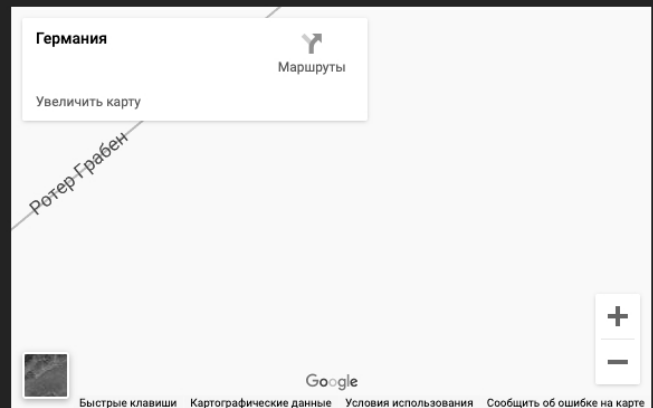 Германия
Маршруты
Увеличить карту
Ротер Грабен
Google
Быстрые клавиши Картографические данные Условия использования Сообщить об ошибке на карте